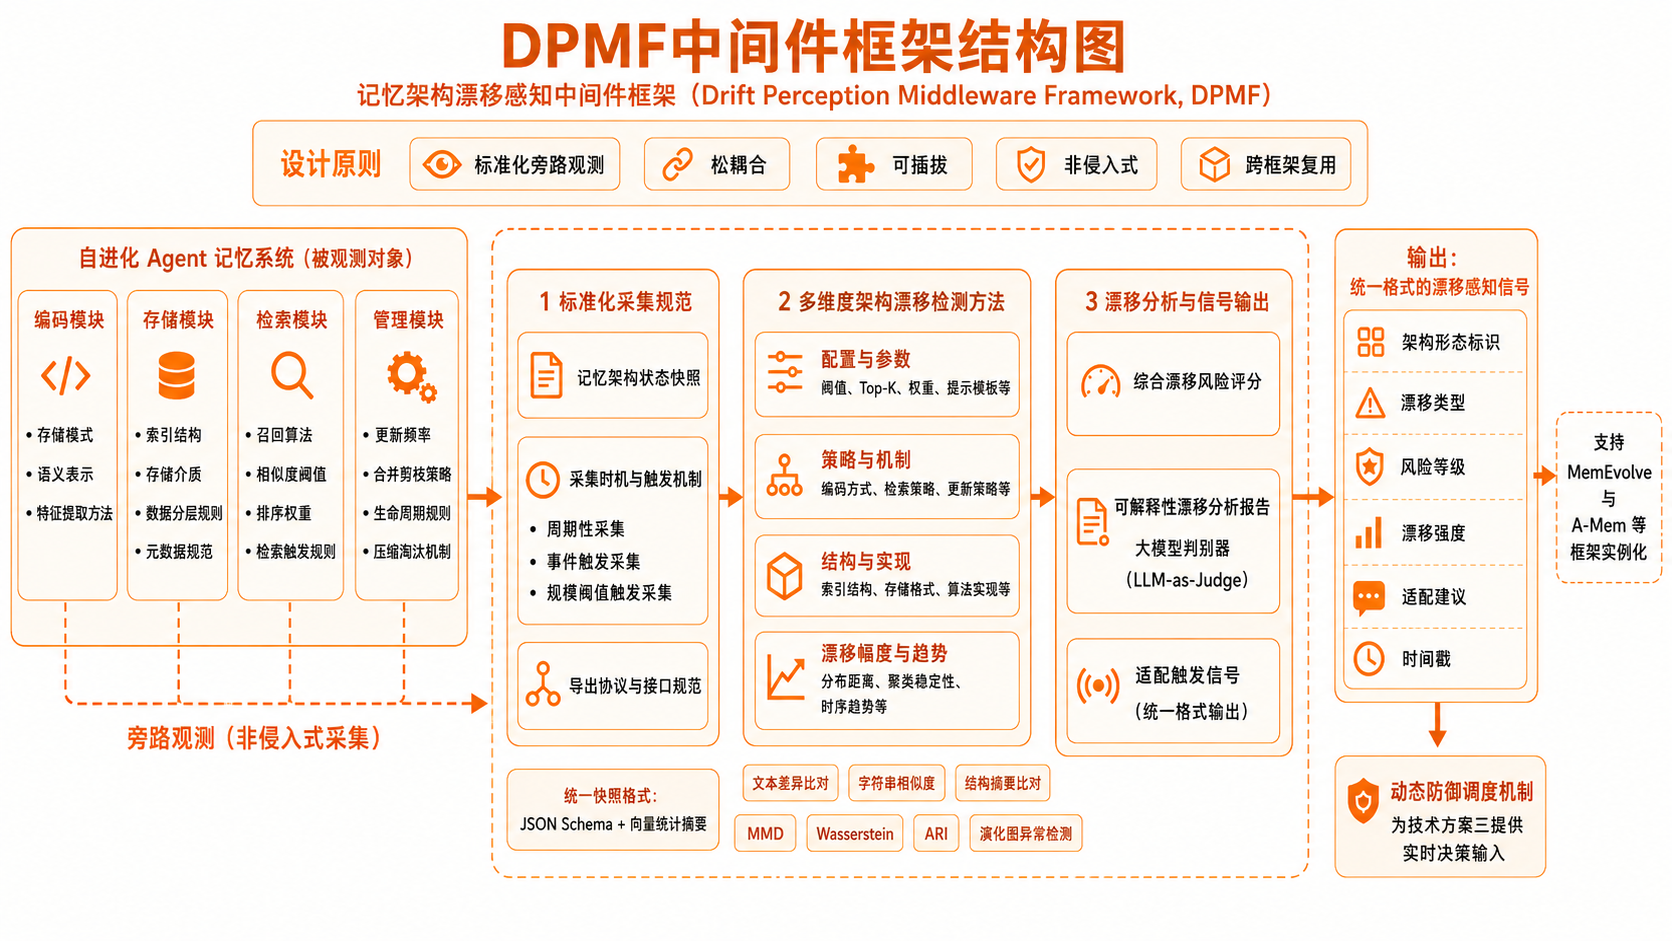 DPMF中间件框架结构图
记忆架构漂移感知中间件框架（Drift Perception Middleware Framework, DPMF）
设计原则
标准化旁路观测
松耦合
可插拔
非侵入式
跨框架复用
自进化 Agent 记忆系统（被观测对象）
编码模块
• 存储模式
• 语义表示
• 特征提取方法
存储模块
• 索引结构
• 存储介质
• 数据分层规则
• 元数据规范
检索模块
• 召回算法
• 相似度阈值
• 排序权重
• 检索触发规则
管理模块
• 更新频率
• 合并剪枝策略
• 生命周期规则
• 压缩淘汰机制
旁路观测（非侵入式采集）
1 标准化采集规范
记忆架构状态快照
采集时机与触发机制
• 周期性采集
• 事件触发采集
• 规模阈值触发采集
导出协议与接口规范
统一快照格式：
JSON Schema + 向量统计摘要
2 多维度架构漂移检测方法
配置与参数
阈值、Top-K、权重、提示模板等
策略与机制
编码方式、检索策略、更新策略等
结构与实现
索引结构、存储格式、算法实现等
漂移幅度与趋势
分布距离、聚类稳定性、
时序趋势等
文本差异比对
字符串相似度
结构摘要比对
MMD
Wasserstein
ARI
演化图异常检测
3 漂移分析与信号输出
综合漂移风险评分
可解释性漂移分析报告
大模型判别器
（LLM-as-Judge）
适配触发信号
（统一格式输出）
输出：
统一格式的漂移感知信号
架构形态标识
漂移类型
风险等级
漂移强度
适配建议
时间戳
支持
MemEvolve
与
A-Mem 等
框架实例化
动态防御调度机制
为技术方案三提供
实时决策输入